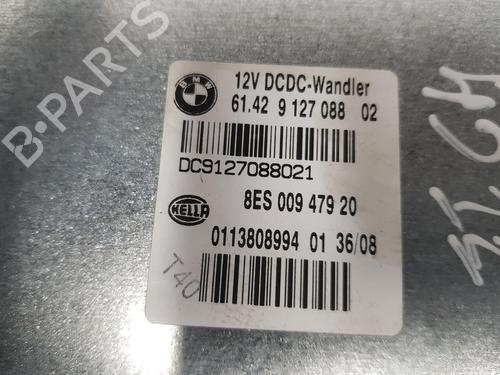 B-PARTS
BMW
12V DCDC-Wandler
61.42 9 127 088 02
DC9127088021
HELLA
8ES 009 479 20
0113808994 01 36/08
T40